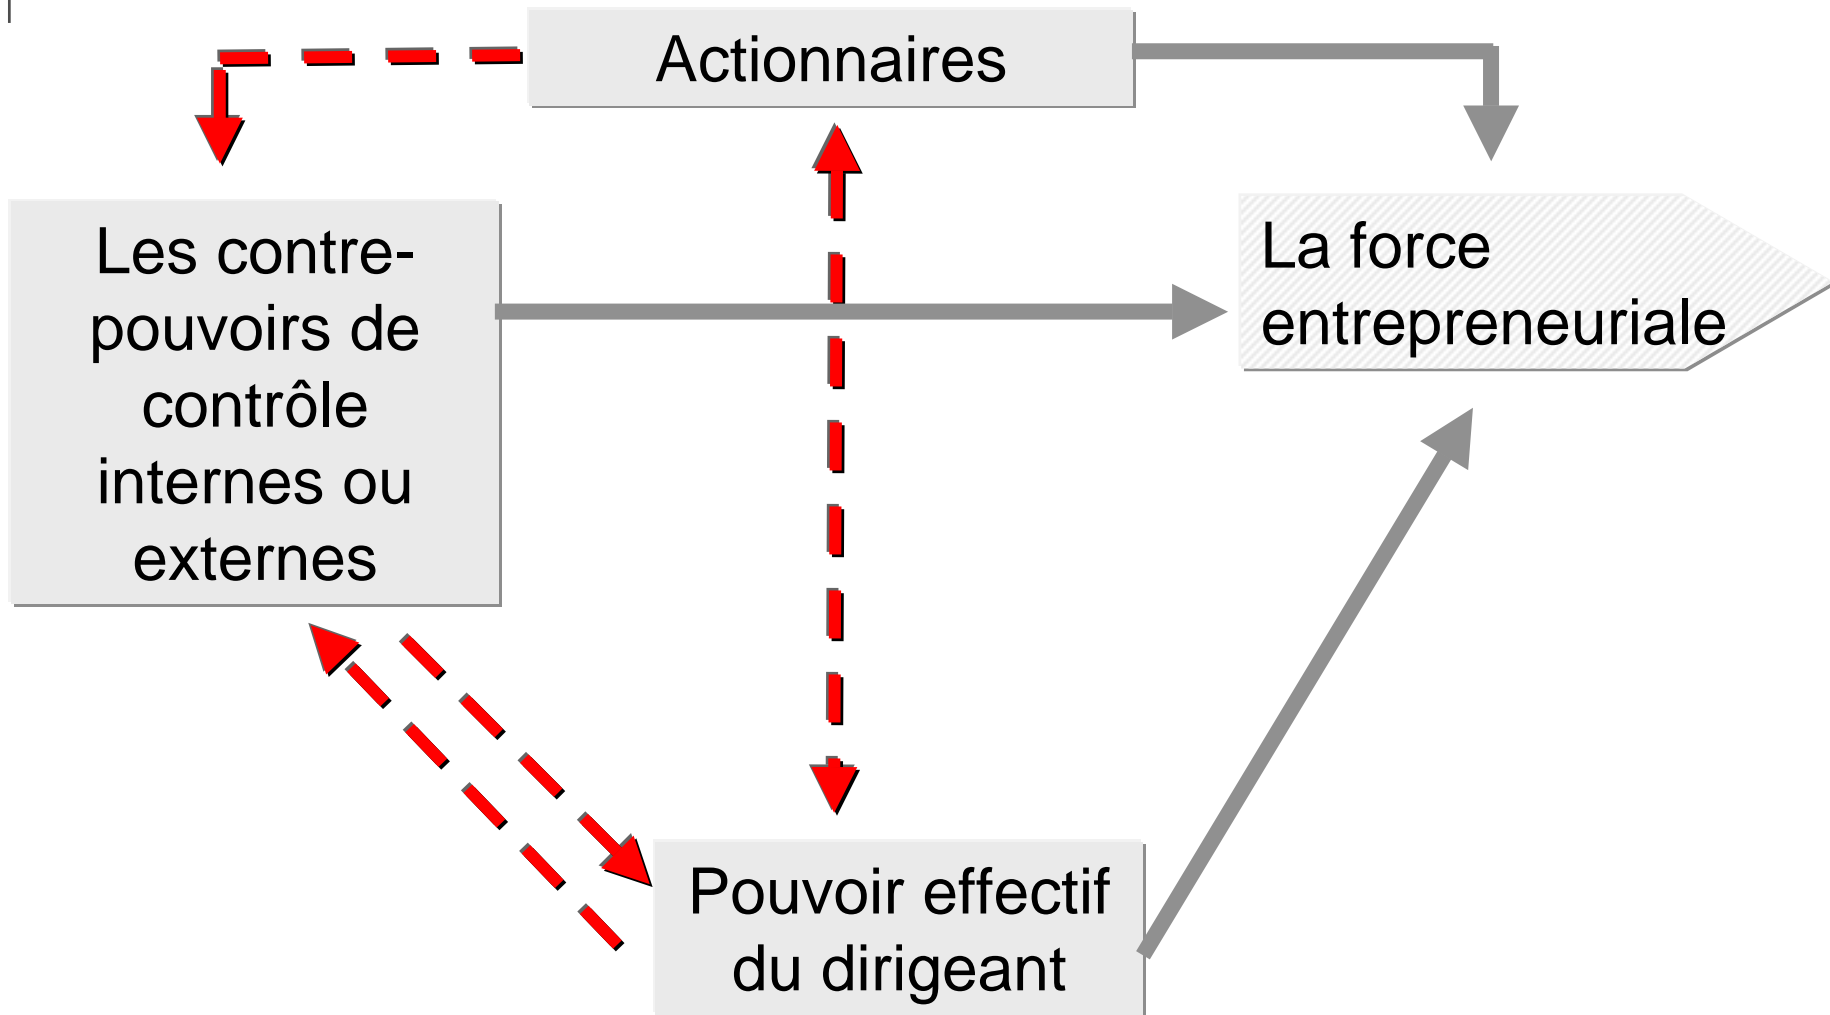 Actionnaires
Les contre-
pouvoirs de
contrôle
internes ou
externes
La force
entrepreneuriale
Pouvoir effectif
du dirigeant